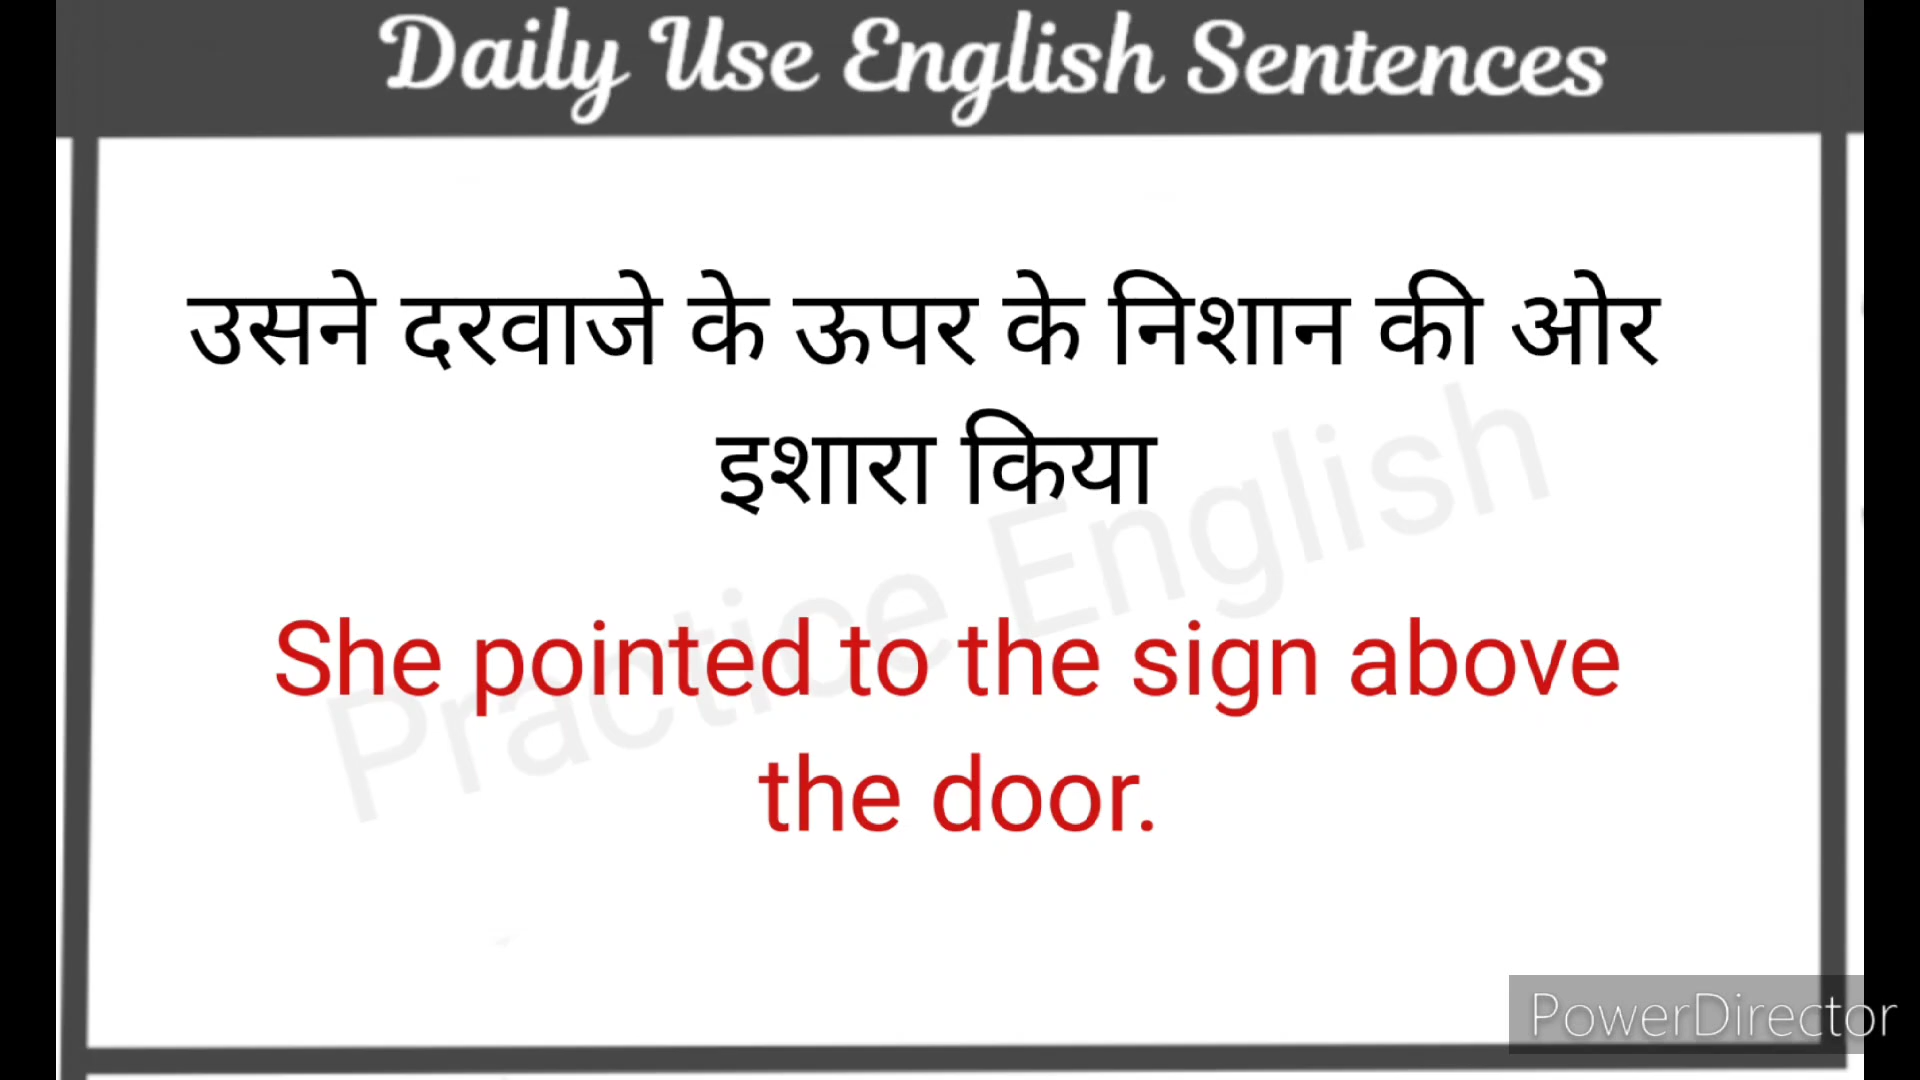 Daily Use English Sentences
उसने दरवाजे के ऊपर के निशान की ओर
इशारा किया
Practice English
She pointed to the sign above
the door.
PowerDirector